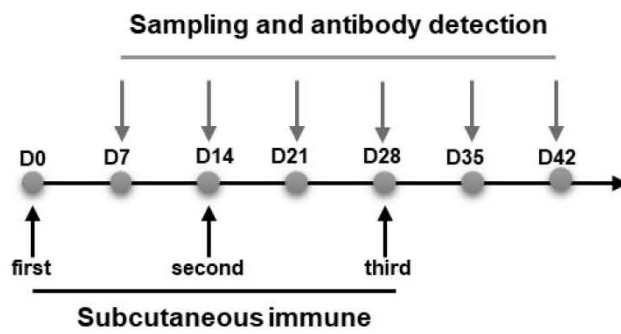 Sampling and antibody detection
D0 D7 D14 D21 D28 D35 D42
first second third
Subcutaneous immune